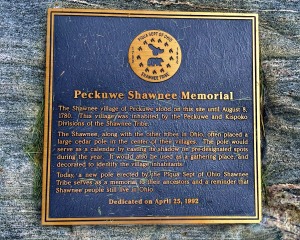 PIQUA SEPT OF OHIO
SHAWNEE TRIBE
Peckuwe Shawnee Memorial
The Shawnee village of Peckuwe stood on this site until August 8,
1780. This village was inhabited by the Peckuwe and Kispoko
Divisions of the Shawnee Tribe.
The Shawnee, along with the other tribes in Ohio, often placed a
large cedar pole in the center of their villages. The pole would
serve as a calendar by casting its shadow on pre-designated spots
during the year. It would also be used as a gathering place, and
decorated to identify the village inhabitants.
Today, a new pole erected by the Piqua Sept of Ohio Shawnee
Tribe serves as a memorial to their ancestors and a reminder that
Shawnee people still live in Ohio.
Dedicated on April 25, 1992